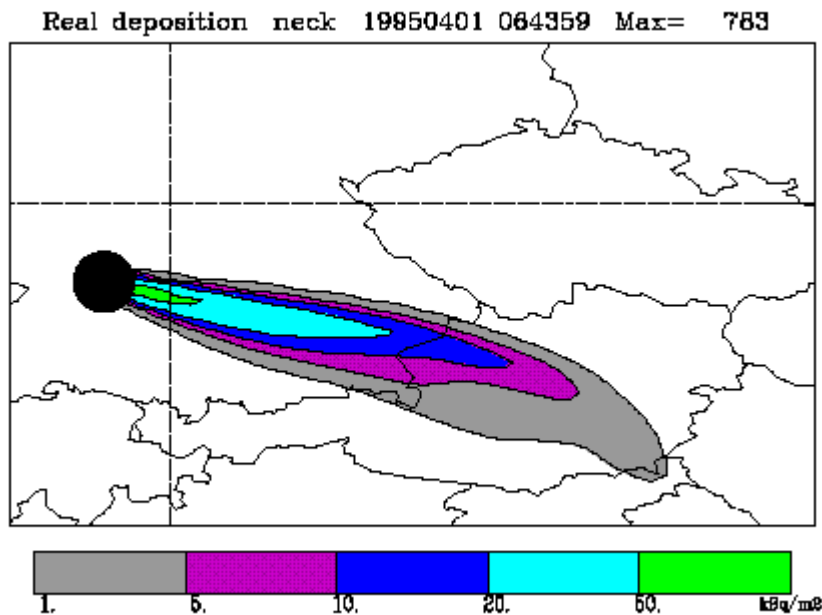 Real deposition neck 19950401 064359 Max= 783
1. 5. 10. 20. 50. kBq/m2